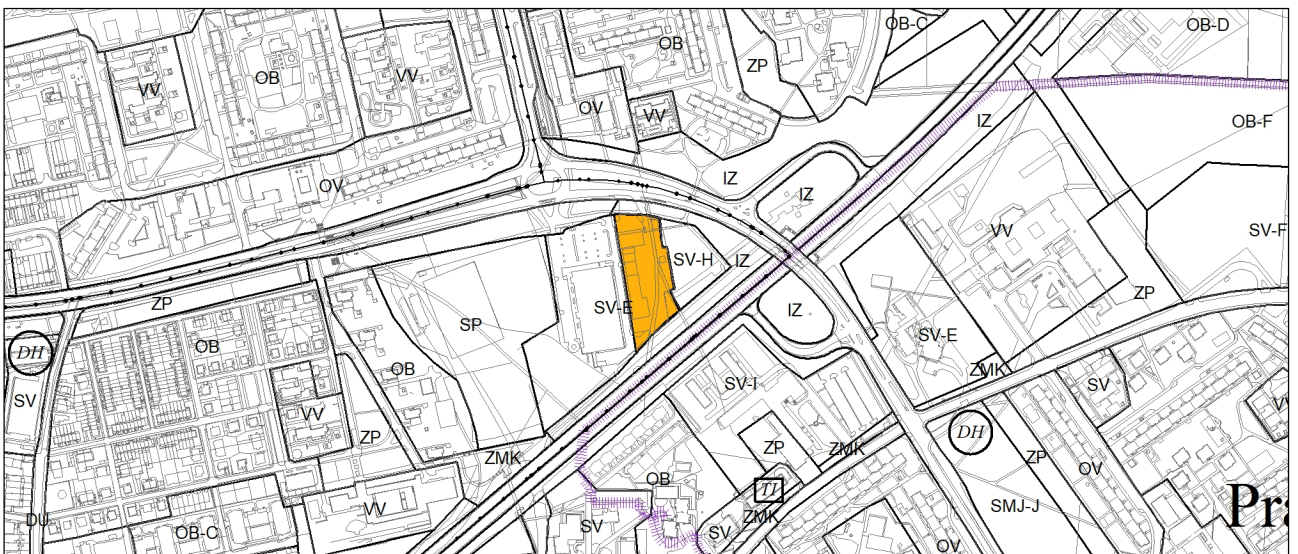 OB-C
OB-D
OB
ZP
VV
OB
VV
OV
VV
IZ
OB-F
OV
IZ
IZ
VV
SV-F
SV-H
IZ
ZP
ZP
SV-E
IZ
SP
SV-E
DH
OB
OB
SV-I
ZMK
SV
SV
VV
ZP
DH
ZP
ZMK
ZP
OV
ZMK
OB
TI
SMJ-J
VV
DU
OB-C
SV
SV
ZMK
OV